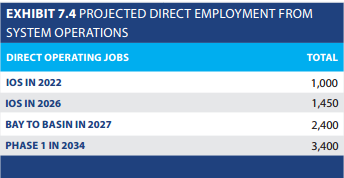 EXHIBIT 7.4 PROJECTED DIRECT EMPLOYMENT FROM
SYSTEM OPERATIONS
DIRECT OPERATING JOBS TOTAL
IOS IN 2022 1,000
IOS IN 2026 1,450
BAY TO BASIN IN 2027 2,400
PHASE 1 IN 2034 3,400